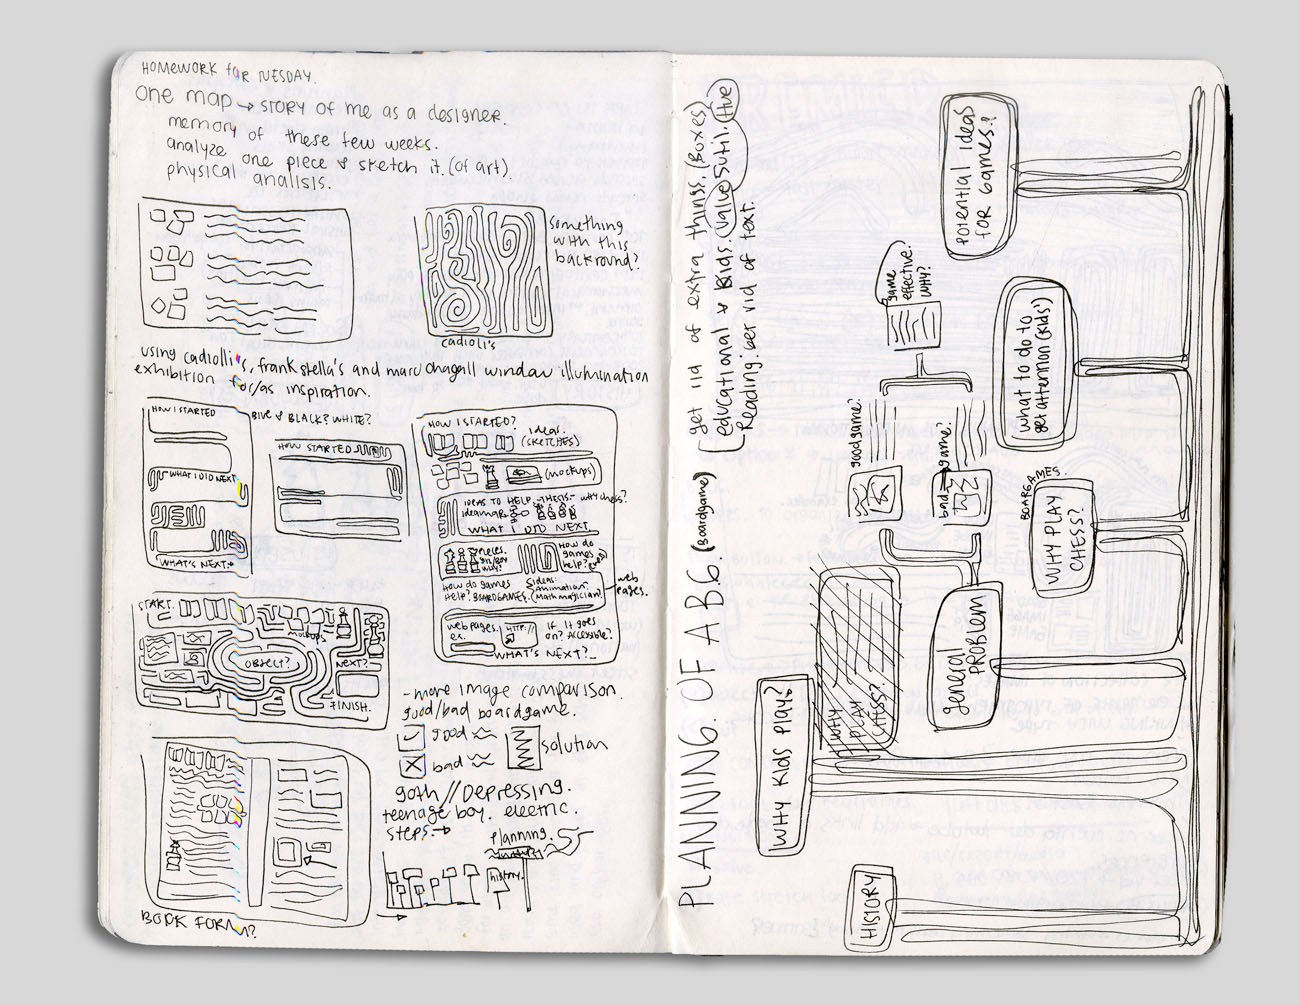 HOMEWORK FOR NESDAY.
ONE MAP → STORY OF ME AS A DESIGNER.
memory of these few weeks.
analyze one piece & sketch it. (of art).
physical analisis.
something
with this
backround?
cadioli's
using cadiolli's, frank stella's and marc chagall window illumination
exhibition for/as inspiration.
HOW I STARTED
BLUE & BLACK? WHITE?
WHAT I DID NEXT
WHAT'S NEXT.
HOW STARTED
HOW I STARTED?
ideas.
(SKETCHES)
(mockups)
IDEAS TO HELP -THESIS- why chess?
ideamap
WHAT I DID NEXT
How do
games
help?
How do games
Help? BOARDGAMES.
Sideas:
Animation.
(Mathmagician)
web
pages.
web pages.
ex.
HTTP://
IF IT GOES
on? Accessible?
WHAT'S NEXT?
START.
mockups
OBJECT?
NEXT?
FINISH.
-more image comparison.
good/bad boardgame.
good
bad
solution
goth // Depressing.
teenage boy. electric.
steps →
Planning.
history
BOOK FORM?
PLANNING OF A BG. (Boardgame)
get rid of extra things. (Boxes)
educational & Kids. Value Sutil. Hive
Reading. Get rid of text.
game
effective.
WHY?
good game?
bad game?
POTENTIAL IDEAS
FOR GAMES?
what to do to
get attention (kids')
BOARGAMES.
WHY PLAY
CHESS?
General
PROBLEM
WHY
PLAY
CHESS?
WHY KIDS PLAY?
HISTORY